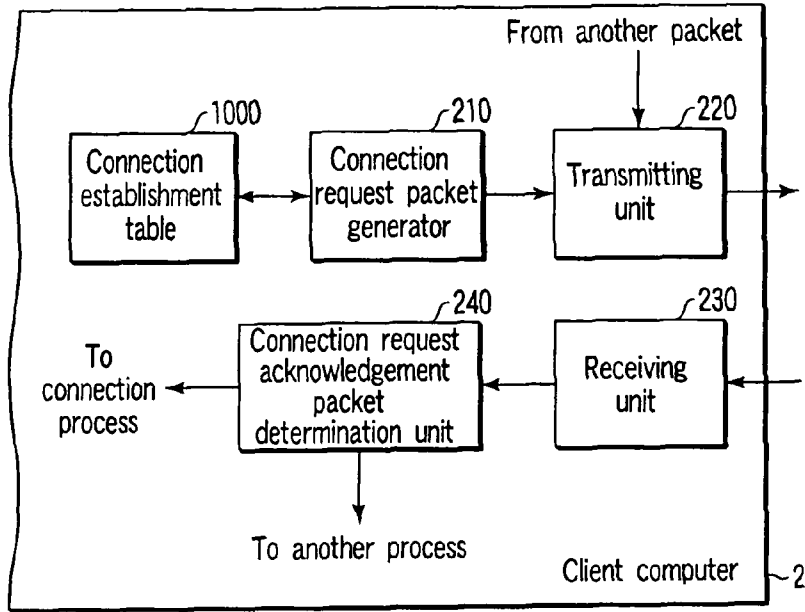 From another packet
1000
210
220
Connection
establishment
table
Connection
request packet
generator
Transmitting
unit
240
230
To
connection
process
Connection request
acknowledgement
packet
determination unit
Receiving
unit
To another process
Client computer
2